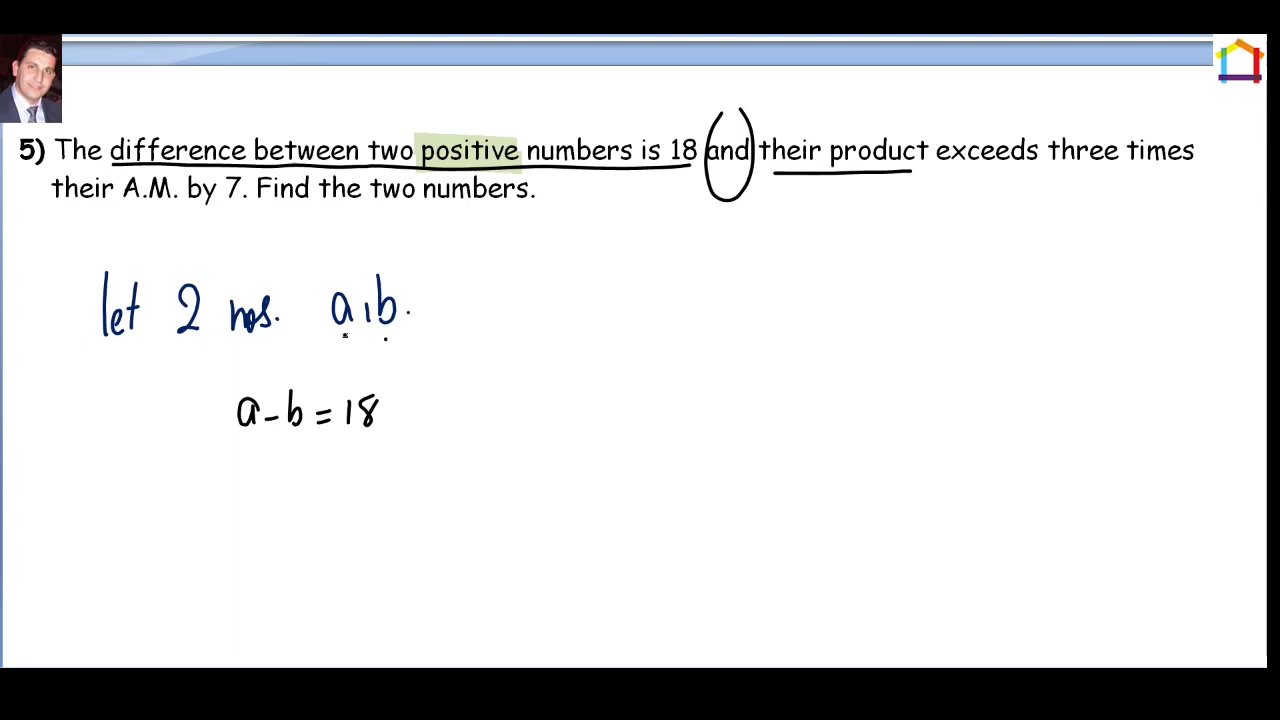 5) The difference between two positive numbers is 18 and their product exceeds three times
their A.M. by 7. Find the two numbers.
let 2 nos. a, b.
a - b = 18